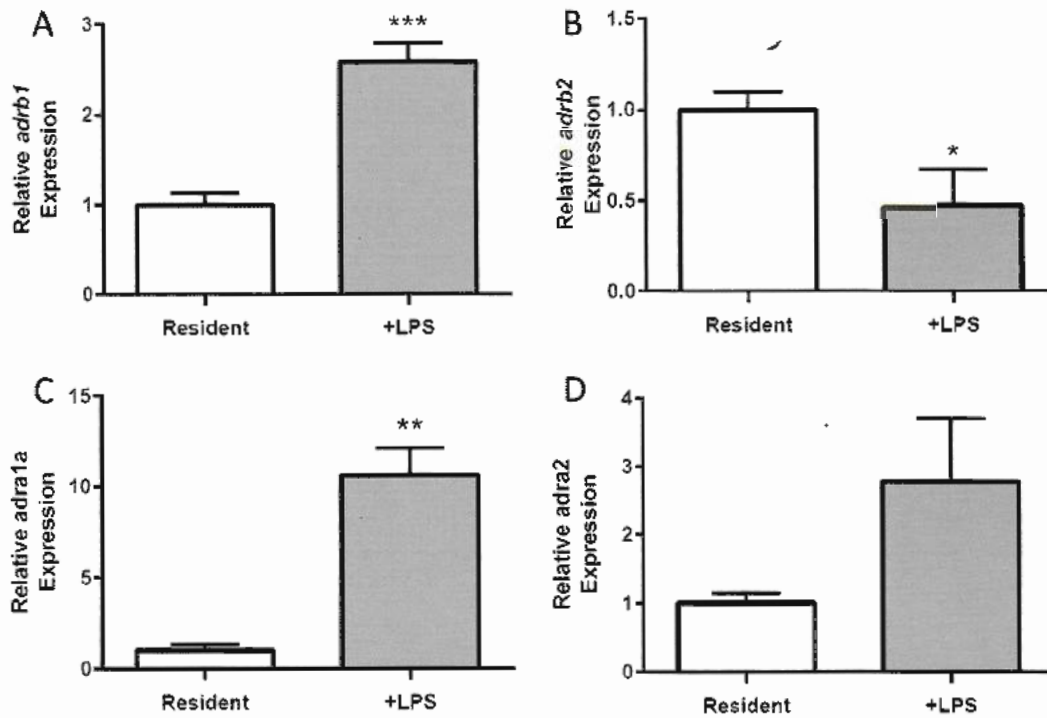 A
Relative adrb1
Expression
3
2
1
0
***
Resident
+LPS
B
Relative adrb2
Expression
1.5
1.0
0.5
0.0
*
Resident
+LPS
C
Relative adra1a
Expression
15
10
5
0
**
Resident
+LPS
D
Relative adra2
Expression
4
3
2
1
0
Resident
+LPS